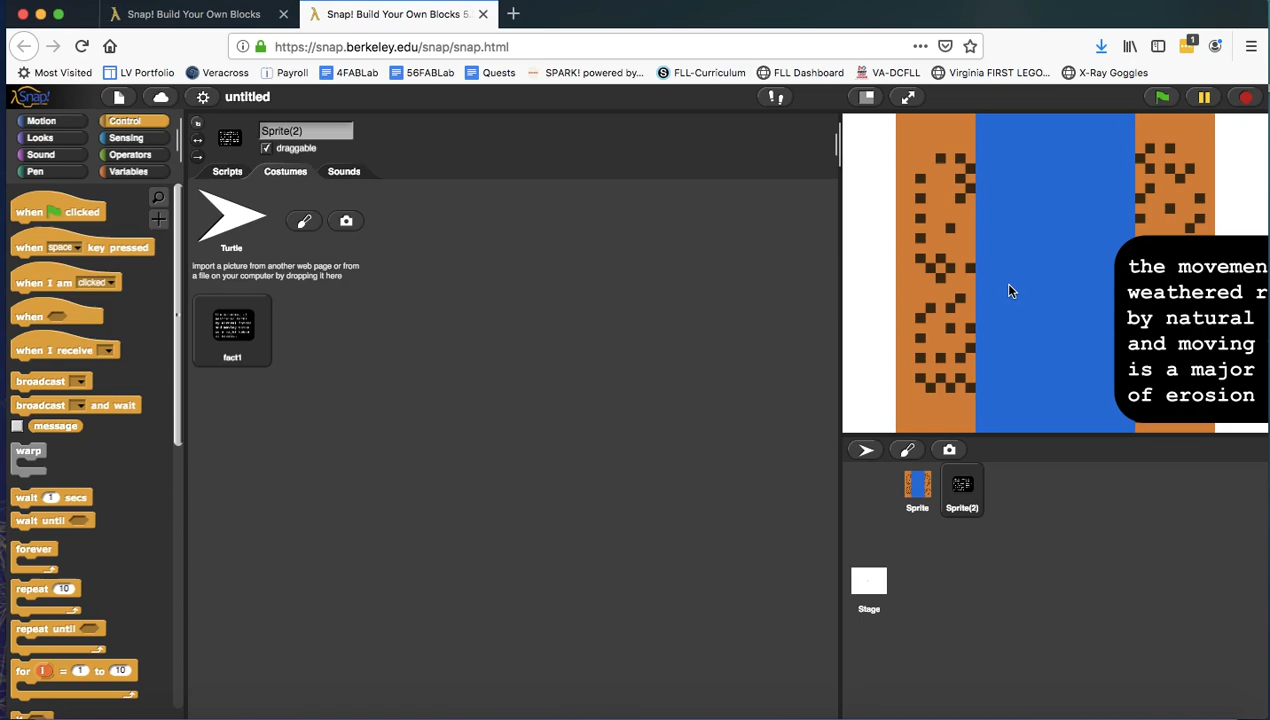 Snap! Build Your Own Blocks
Snap! Build Your Own Blocks 5.
https://snap.berkeley.edu/snap/snap.html
1
Most Visited LV Portfolio Veracross Payroll 4FABLab 56FABLab Quests SPARK! powered by... FLL-Curriculum FLL Dashboard VA-DCFLL Virginia FIRST LEGO... X-Ray Goggles
Snap! untitled
Motion Control
Looks Sensing
Sound Operators
Pen Variables
when clicked
when space key pressed
when I am clicked
when
when I receive
broadcast
broadcast and wait
message
warp
wait 1 secs
wait until
forever
repeat 10
repeat until
for i = 1 to 10
Sprite(2)
draggable
Scripts Costumes Sounds
Turtle
Import a picture from another web page or from
a file on your computer by dropping it here
fact1
the movemen
weathered r
by natural
and moving
is a major
of erosion
Sprite Sprite(2)
Stage